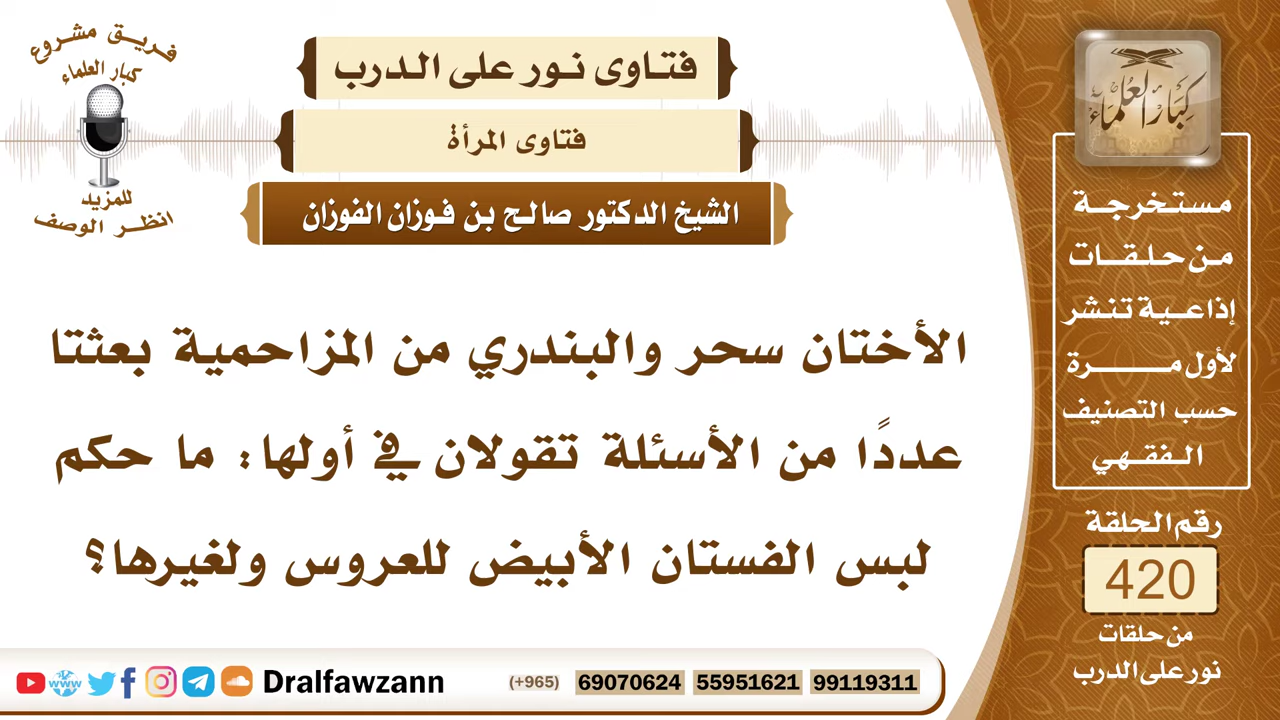 فريق مشروع
كبار العلماء
للمزيد
انظر الوصف
فتاوى نور على الدرب
فتاوى المرأة
الشيخ الدكتور صالح بن فوزان الفوزان
الأختان سحر والبندري من المزاحمية بعثتا
عددًا من الأسئلة تقولان في أولها: ما حكم
لبس الفستان الأبيض للعروس ولغيرها؟
كبار العلماء
مستخرجة
من حلقات
إذاعية تنشر
لأول مرة
حسب التصنيف
الفقهي
رقم الحلقة
420
من حلقات
نور على الدرب
www
Dralfawzann
(+965) 69070624 55951621 99119311